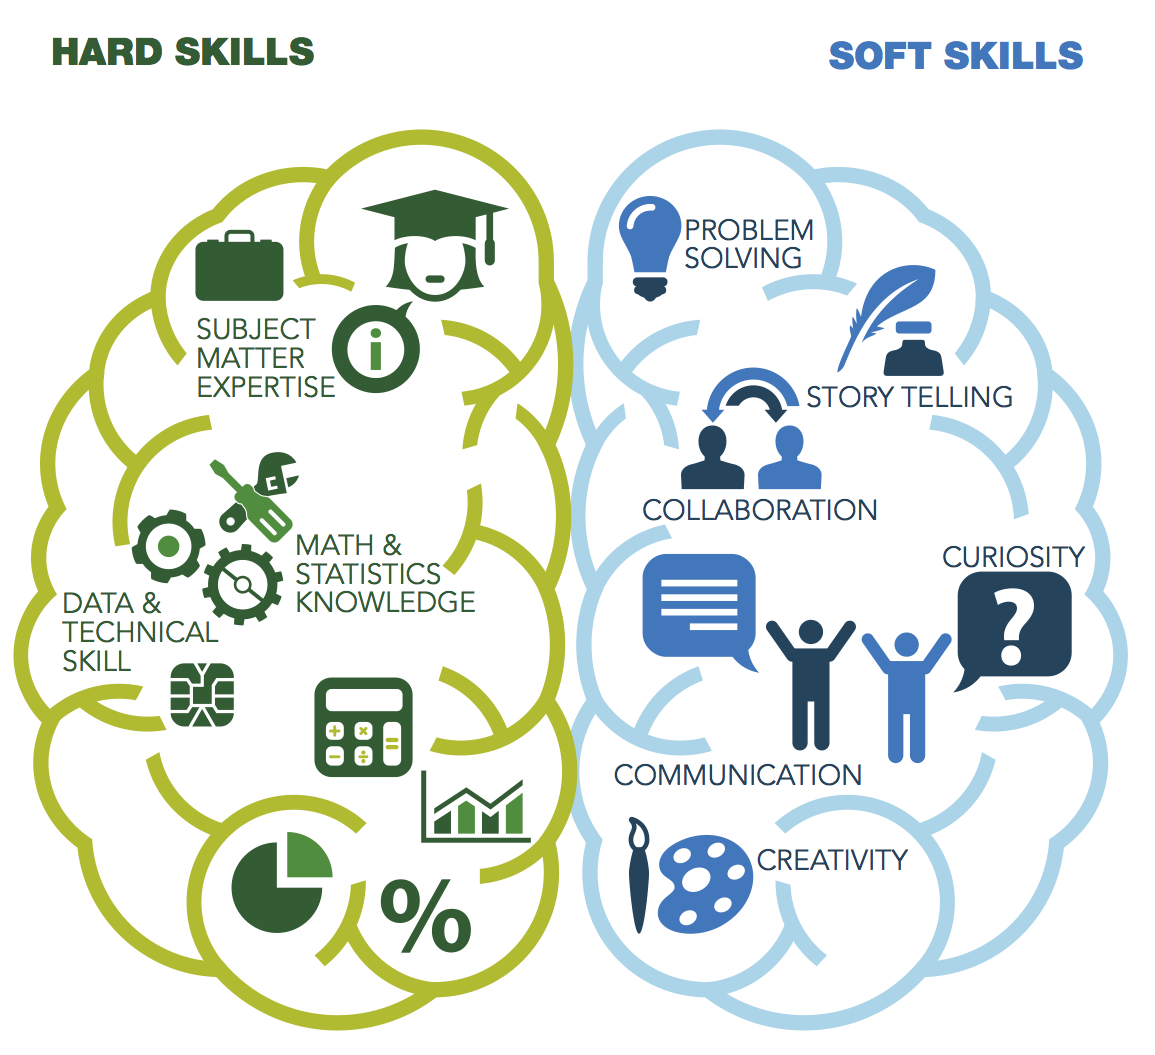 HARD SKILLS
SOFT SKILLS
SUBJECT
MATTER
EXPERTISE
i
MATH &
STATISTICS
KNOWLEDGE
DATA &
TECHNICAL
SKILL
+ ×
− ÷ =
%
PROBLEM
SOLVING
STORY TELLING
COLLABORATION
CURIOSITY
?
COMMUNICATION
CREATIVITY